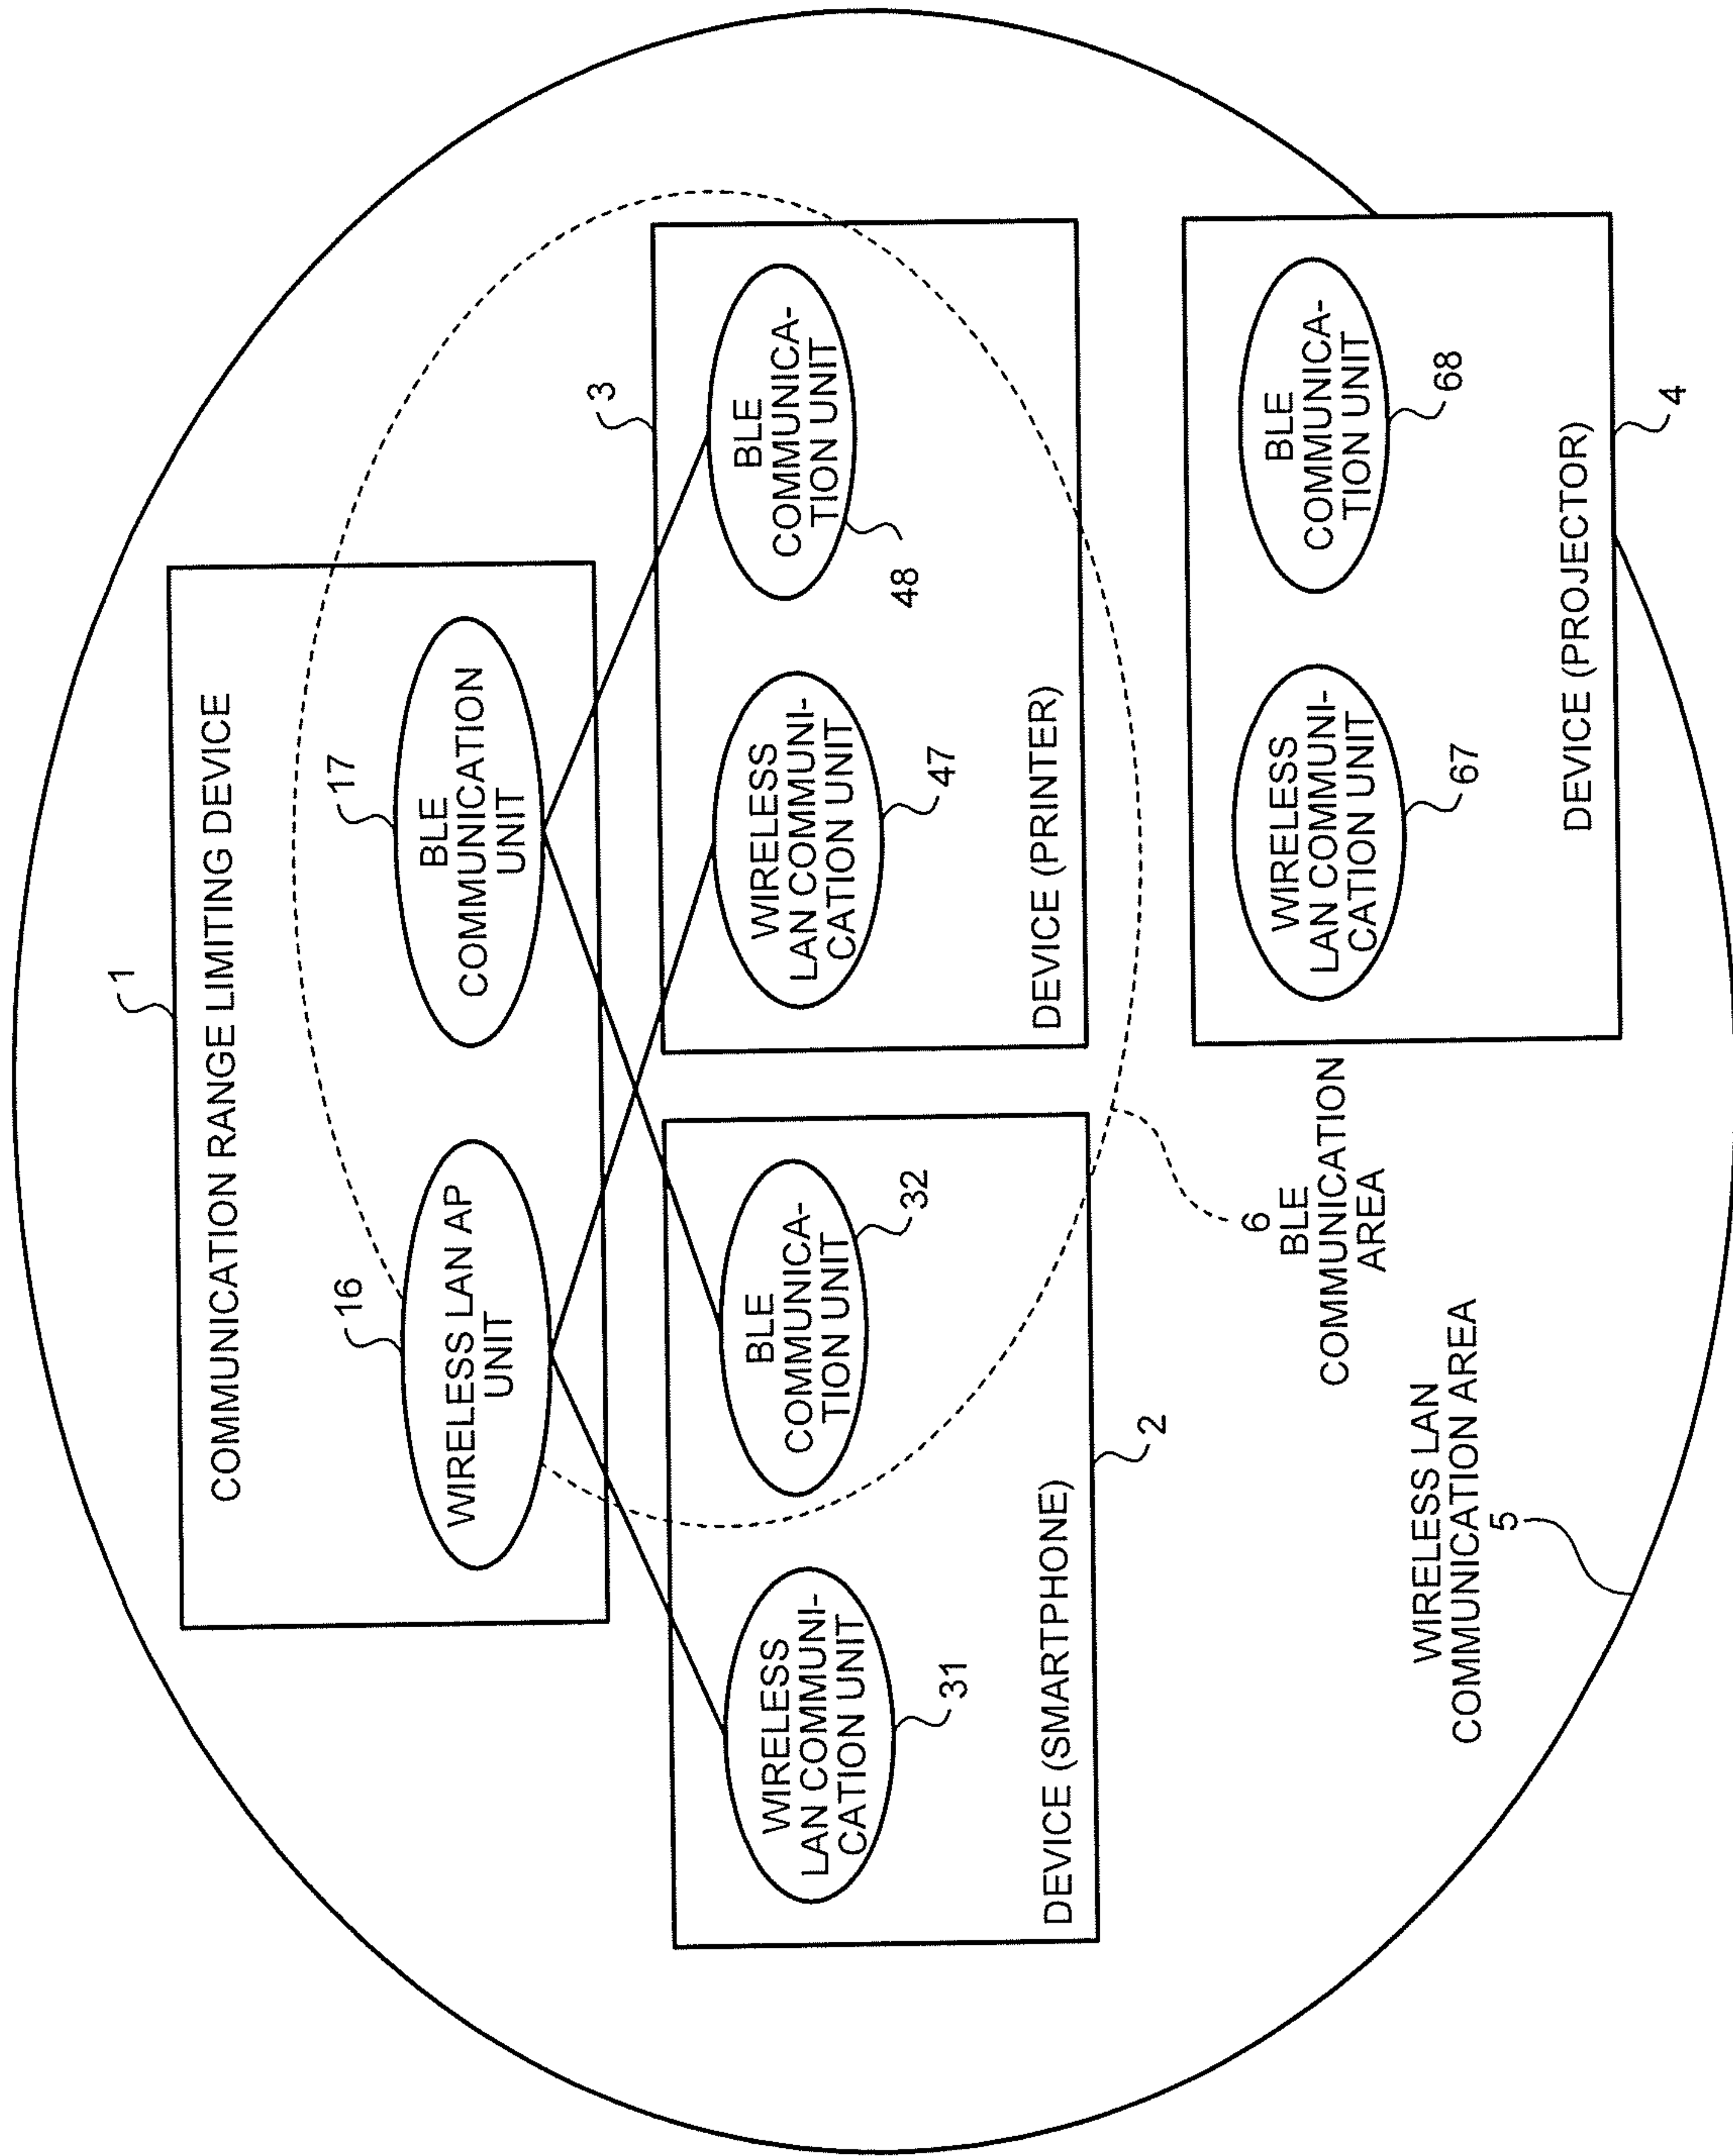 1
COMMUNICATION RANGE LIMITING DEVICE
16
WIRELESS LAN AP
UNIT
17
BLE
COMMUNICATION
UNIT
3
WIRELESS
LAN COMMUNI-
CATION UNIT
31
BLE
COMMUNICA-
TION UNIT
32
DEVICE (SMARTPHONE)
2
WIRELESS
LAN COMMUNI-
CATION UNIT
47
BLE
COMMUNICA-
TION UNIT
48
DEVICE (PRINTER)
6
BLE
COMMUNICATION
AREA
WIRELESS LAN
COMMUNICATION AREA
5
WIRELESS
LAN COMMUNI-
CATION UNIT
67
BLE
COMMUNICA-
TION UNIT
68
DEVICE (PROJECTOR)
4